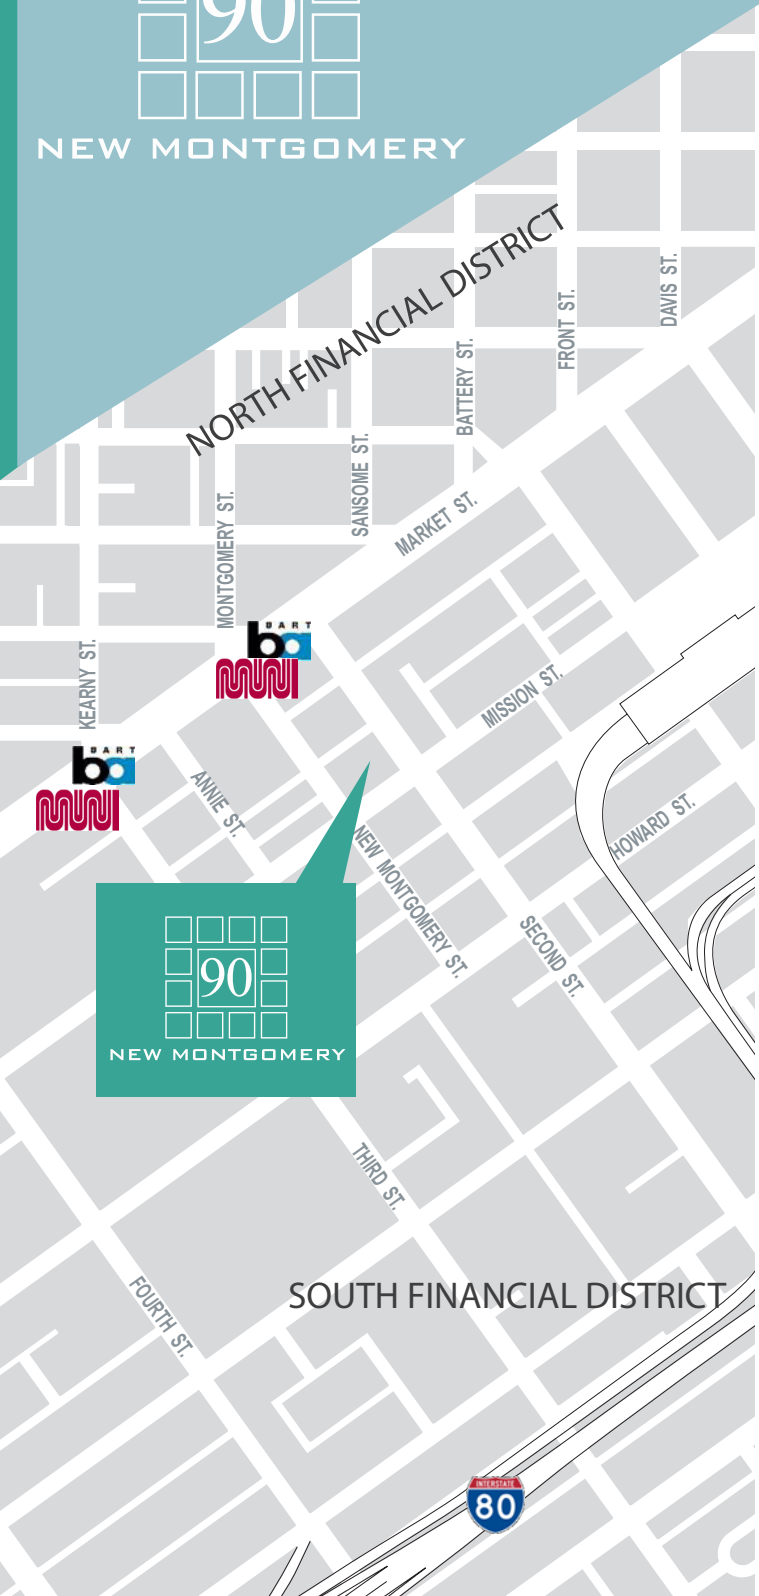 90
NEW MONTGOMERY
NORTH FINANCIAL DISTRICT
DAVIS ST.
FRONT ST.
BATTERY ST.
SANSOME ST.
MARKET ST.
MONTGOMERY ST.
KEARNY ST.
BART
ba
MUNI
MISSION ST.
BART
ba
MUNI
ANNIE ST.
HOWARD ST.
NEW MONTGOMERY ST.
SECOND ST.
90
NEW MONTGOMERY
THIRD ST.
FOURTH ST.
SOUTH FINANCIAL DISTRICT
INTERSTATE
80